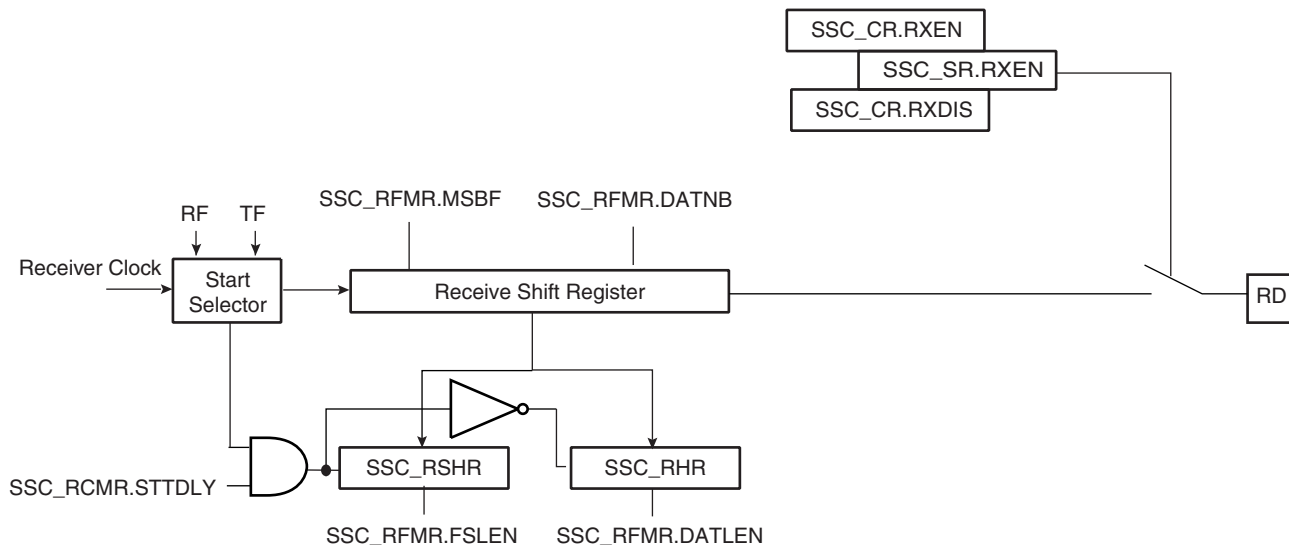 SSC_CR.RXEN
SSC_SR.RXEN
SSC_CR.RXDIS
SSC_RFMR.MSBF
SSC_RFMR.DATNB
RF
TF
Receiver Clock
Start
Selector
Receive Shift Register
RD
SSC_RSHR
SSC_RHR
SSC_RCMR.STTDLY
SSC_RFMR.FSLEN
SSC_RFMR.DATLEN